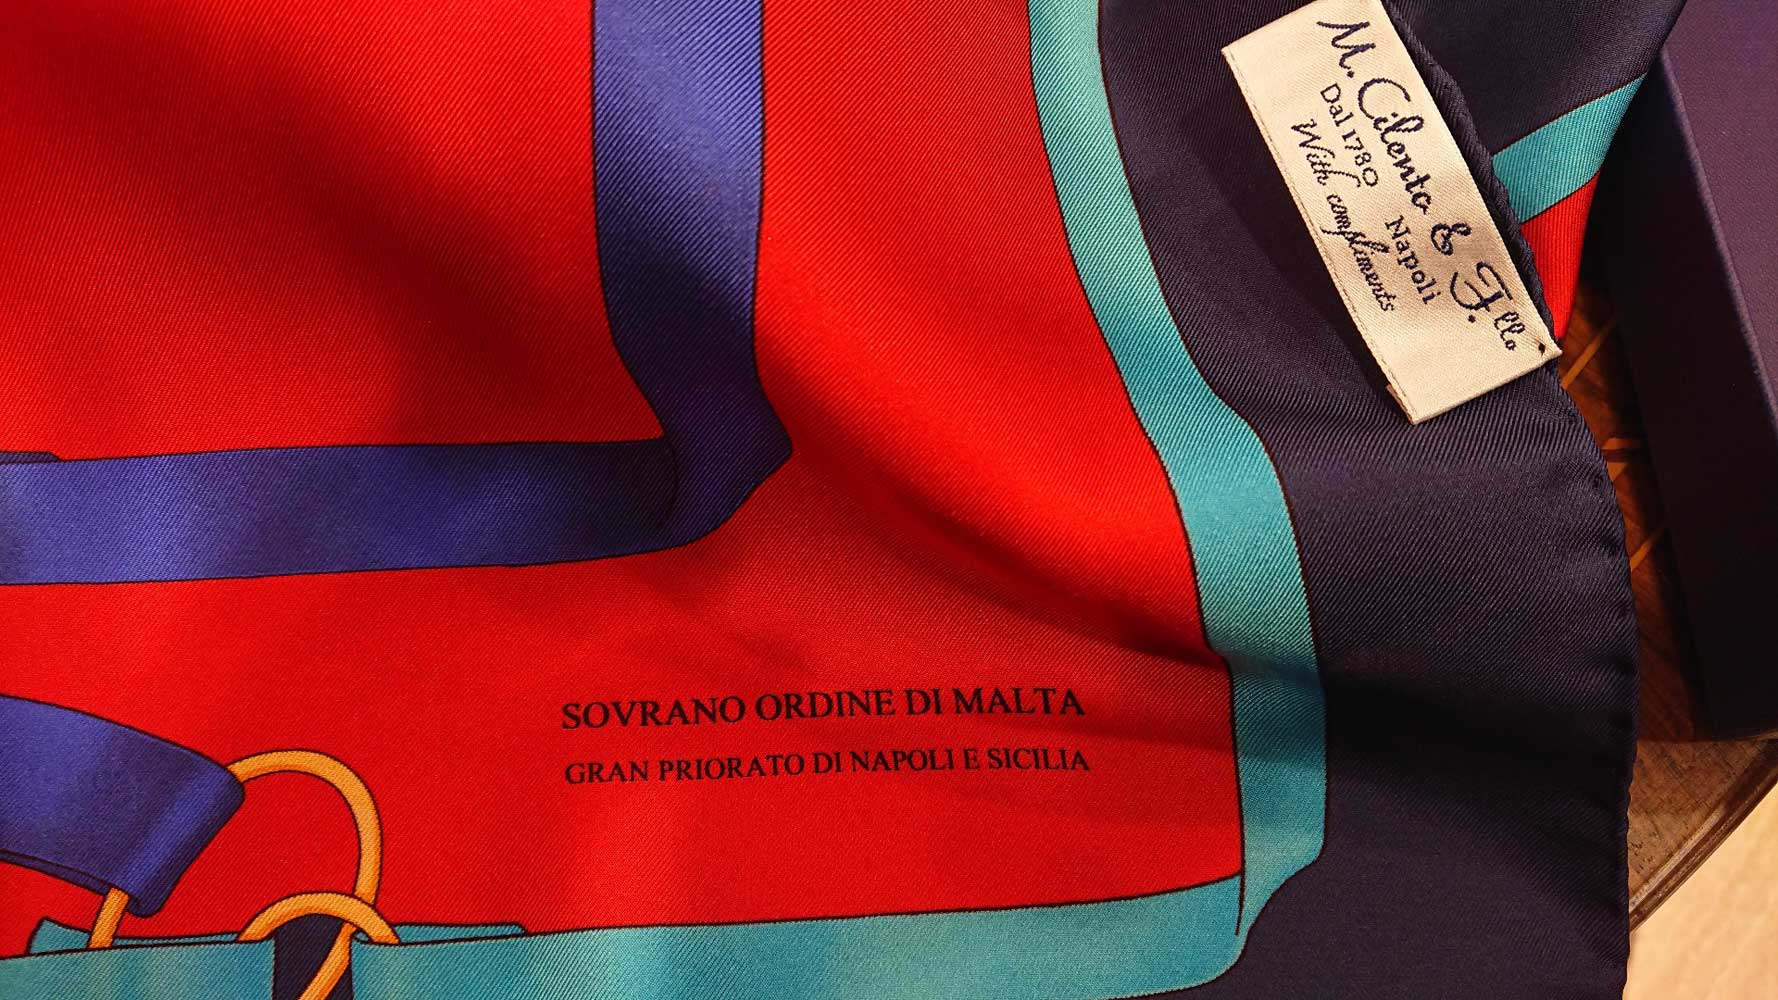 M. Cilento & F.llo
Dal 1780 Napoli
With compliments
SOVRANO ORDINE DI MALTA
GRAN PRIORATO DI NAPOLI E SICILIA